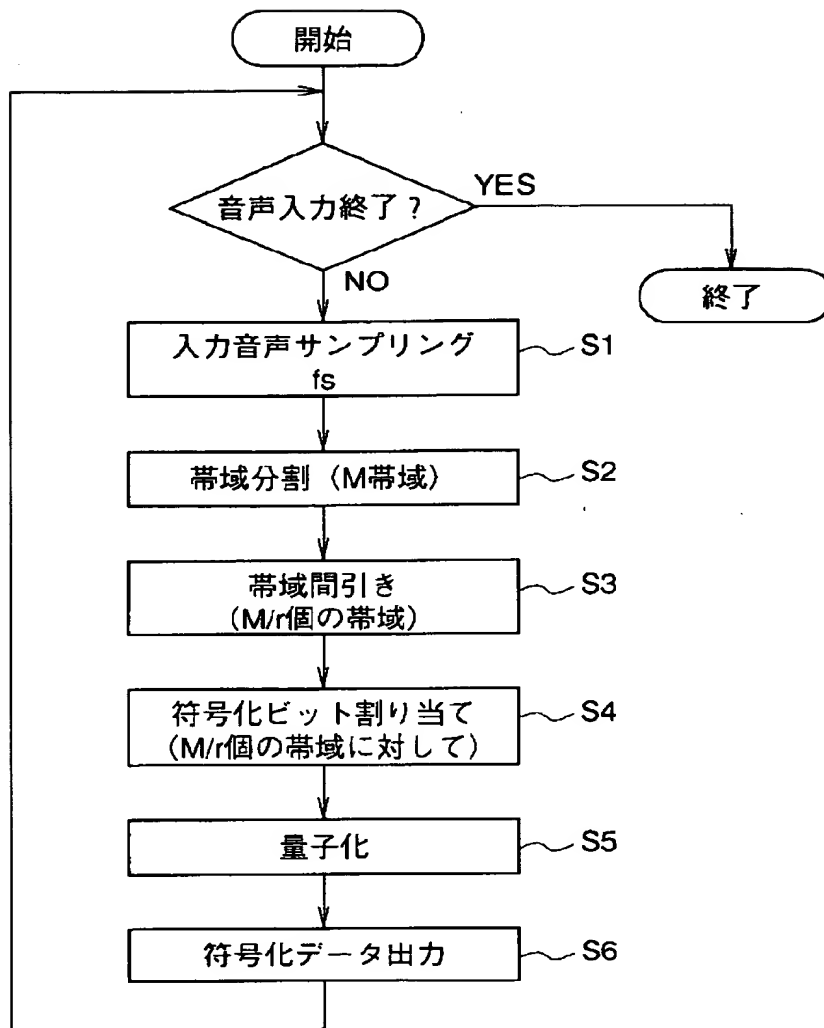 開始
音声入力終了？
YES
NO
終了
入力音声サンプリング
fs
S1
帯域分割（M帯域）
S2
帯域間引き
(M/r個の帯域)
S3
符号化ビット割り当て
(M/r個の帯域に対して)
S4
量子化
S5
符号化データ出力
S6